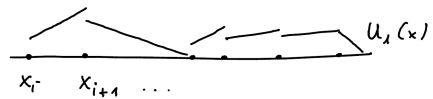 u₁(x)
xᵢ xᵢ₊₁ ...